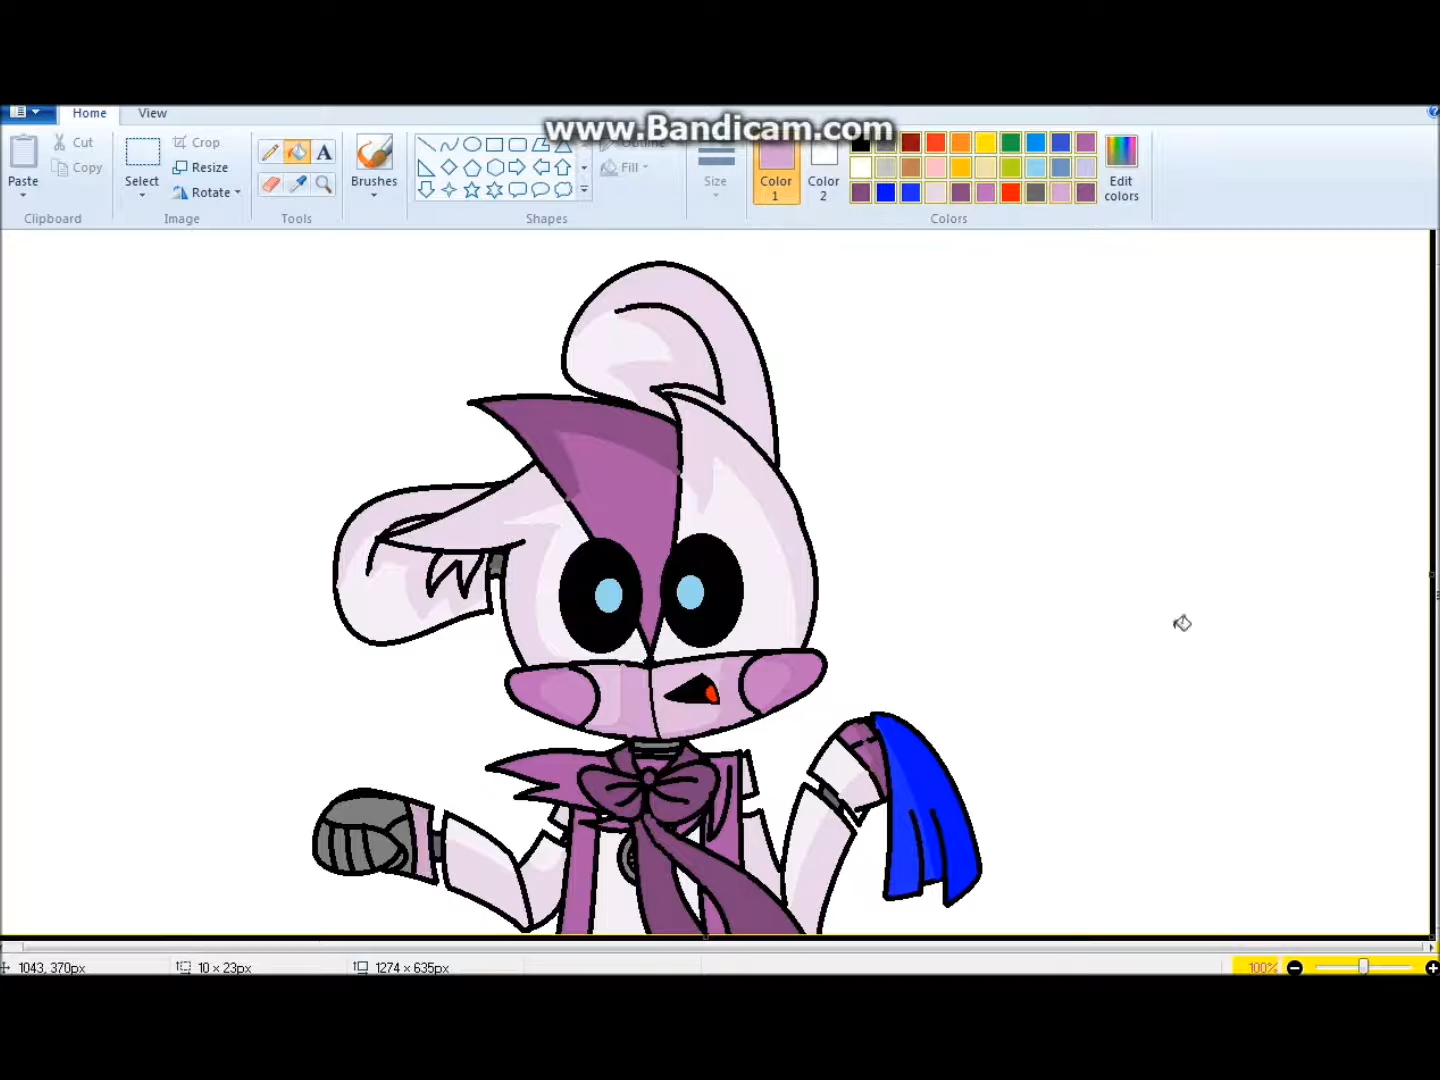 Home View
www.Bandicam.com
Cut
Copy
Paste
Clipboard
Crop
Resize
Rotate
Select
Image
A
Tools
Brushes
Shapes
Outline
Fill
Size
Color 1
Color 2
Edit colors
Colors
1043, 370px 10 × 23px 1274 × 635px 100%